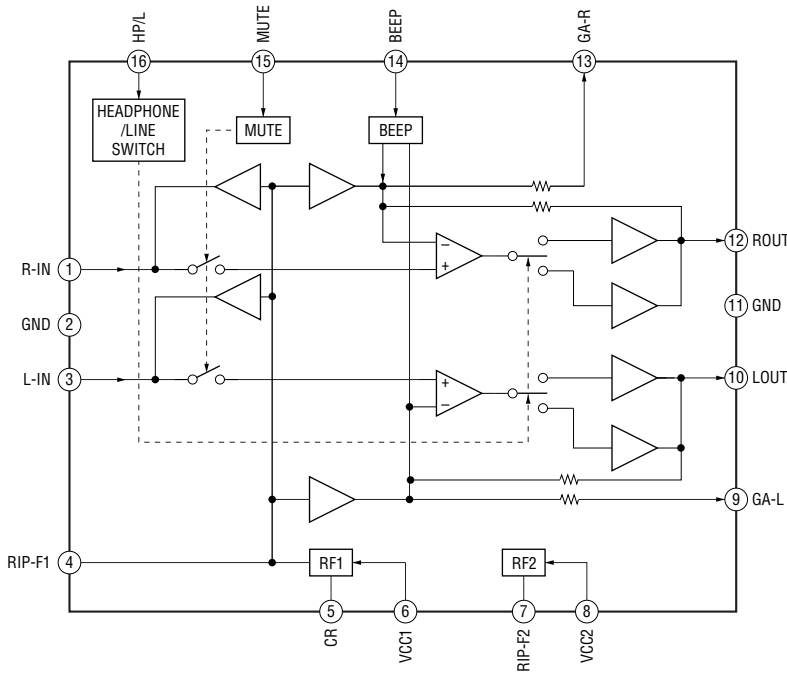 HP/L
MUTE
BEEP
GA-R
16
15
14
13
HEADPHONE
/LINE
SWITCH
MUTE
BEEP
R-IN 1
GND 2
L-IN 3
RIP-F1 4
−
+
+
−
12 ROUT
11 GND
10 LOUT
9 GA-L
RF1
RF2
5
6
7
8
CR
VCC1
RIP-F2
VCC2